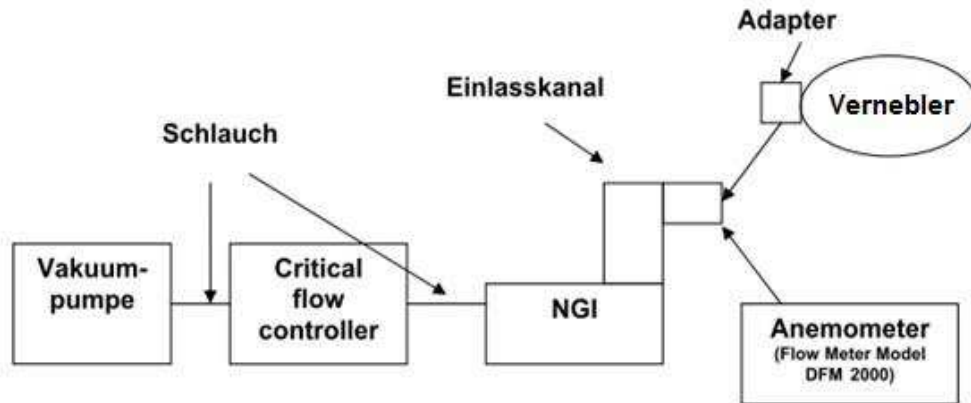 Adapter
Vernebler
Einlasskanal
Schlauch
Vakuum-
pumpe
Critical
flow
controller
NGI
Anemometer
(Flow Meter Model
DFM 2000)